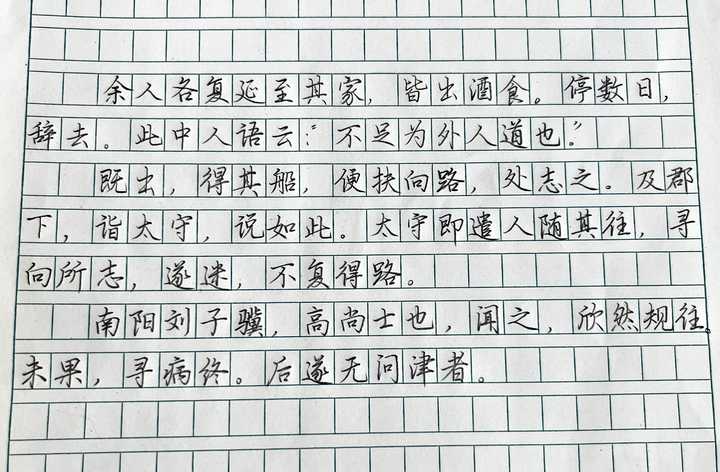 余人各复延至其家，皆出酒食。停数日，
辞去。此中人语云：“不足为外人道也。”
既出，得其船，便扶向路，处志之。及郡
下，诣太守，说如此。太守即遣人随其往，寻
向所志，遂迷，不复得路。
南阳刘子骥，高尚士也，闻之，欣然规往。
未果，寻病终。后遂无问津者。